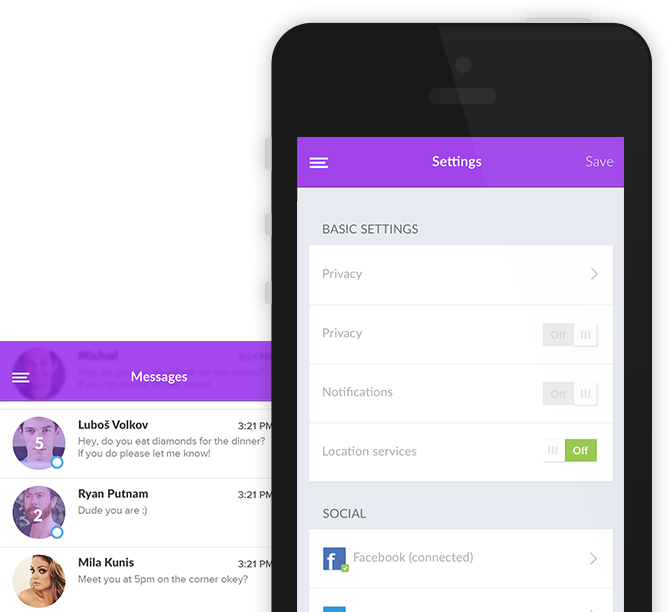 Settings
Save
BASIC SETTINGS
Privacy
Privacy
Off
Notifications
Off
Location services
Off
SOCIAL
f
Facebook (connected)
Michal
3:21 PM
Messages
Luboš Volkov
3:21 PM
5
Hey, do you eat diamonds for the dinner?
If you do please let me know!
Ryan Putnam
3:21 PM
2
Dude you are :)
Mila Kunis
3:21 PM
Meet you at 5pm on the corner okey?